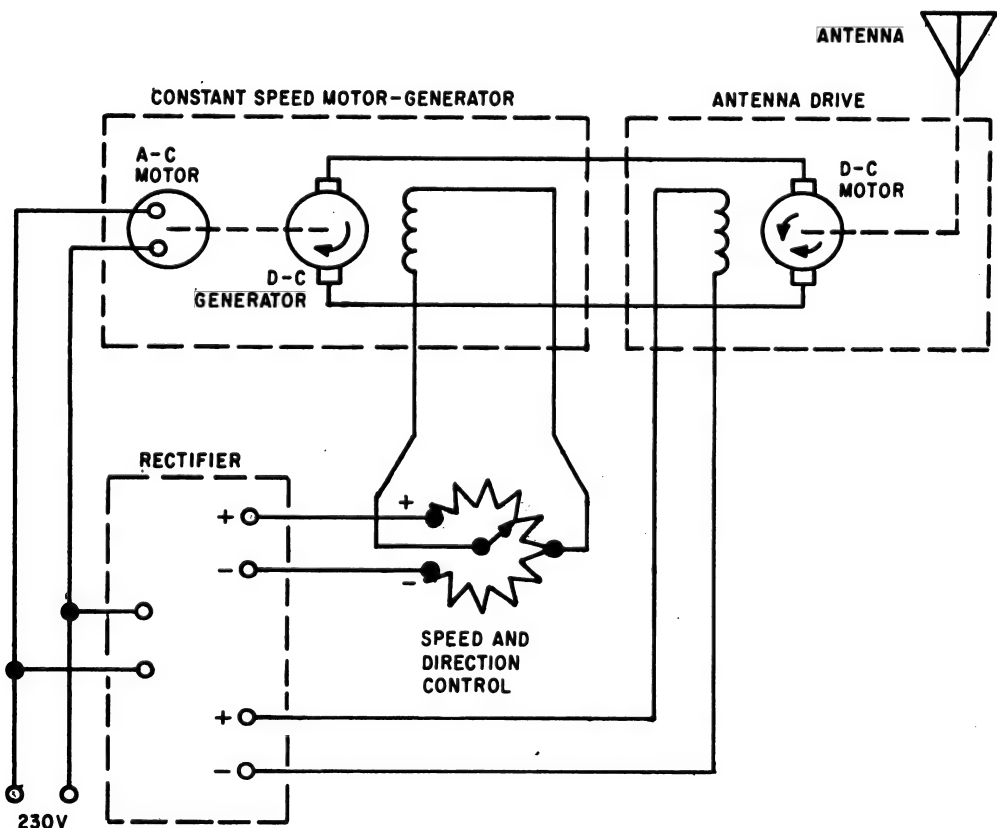 ANTENNA
CONSTANT SPEED MOTOR-GENERATOR
ANTENNA DRIVE
A-C
MOTOR
D-C
MOTOR
D-C
GENERATOR
RECTIFIER
+
+
-
-
SPEED AND
DIRECTION
CONTROL
+
-
230V